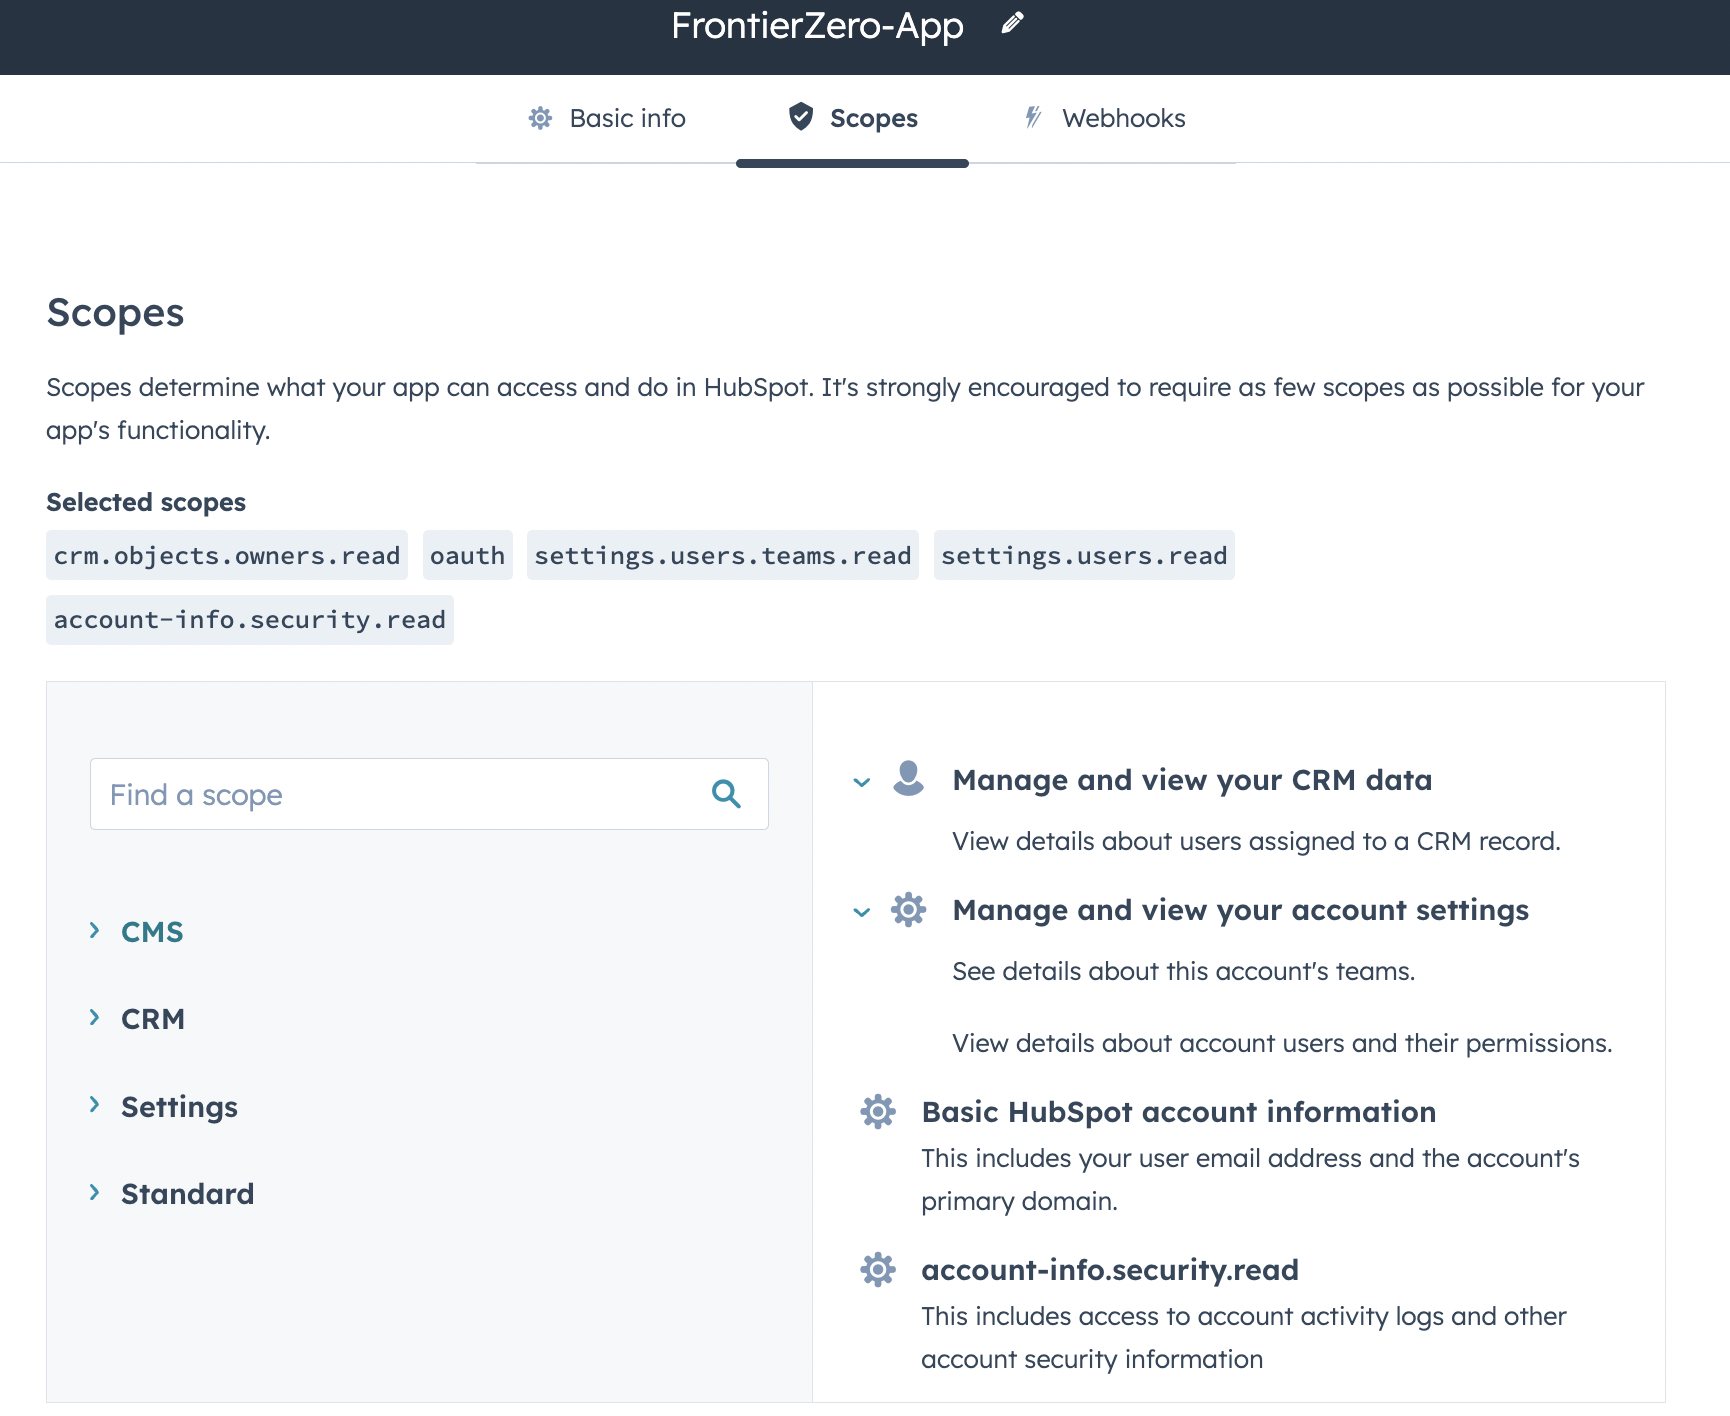 FrontierZero-App
Basic info
Scopes
Webhooks
Scopes
Scopes determine what your app can access and do in HubSpot. It's strongly encouraged to require as few scopes as possible for your
app's functionality.
Selected scopes
crm.objects.owners.read oauth settings.users.teams.read settings.users.read
account-info.security.read
Find a scope
CMS
CRM
Settings
Standard
Manage and view your CRM data
View details about users assigned to a CRM record.
Manage and view your account settings
See details about this account's teams.
View details about account users and their permissions.
Basic HubSpot account information
This includes your user email address and the account's
primary domain.
account-info.security.read
This includes access to account activity logs and other
account security information